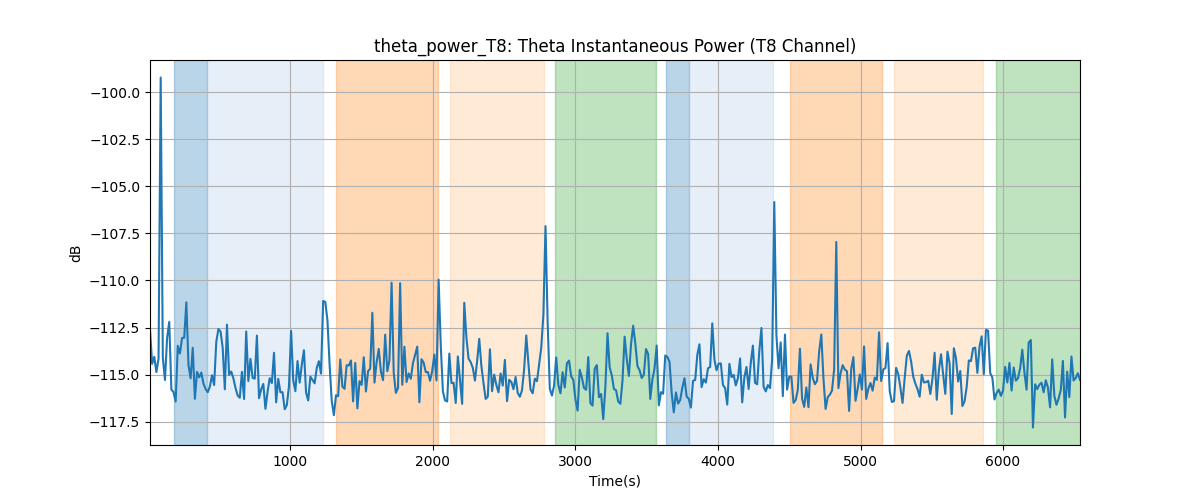 theta_power_T8: Theta Instantaneous Power (T8 Channel)
dB
−100.0
−102.5
−105.0
−107.5
−110.0
−112.5
−115.0
−117.5
1000 2000 3000 4000 5000 6000
Time(s)